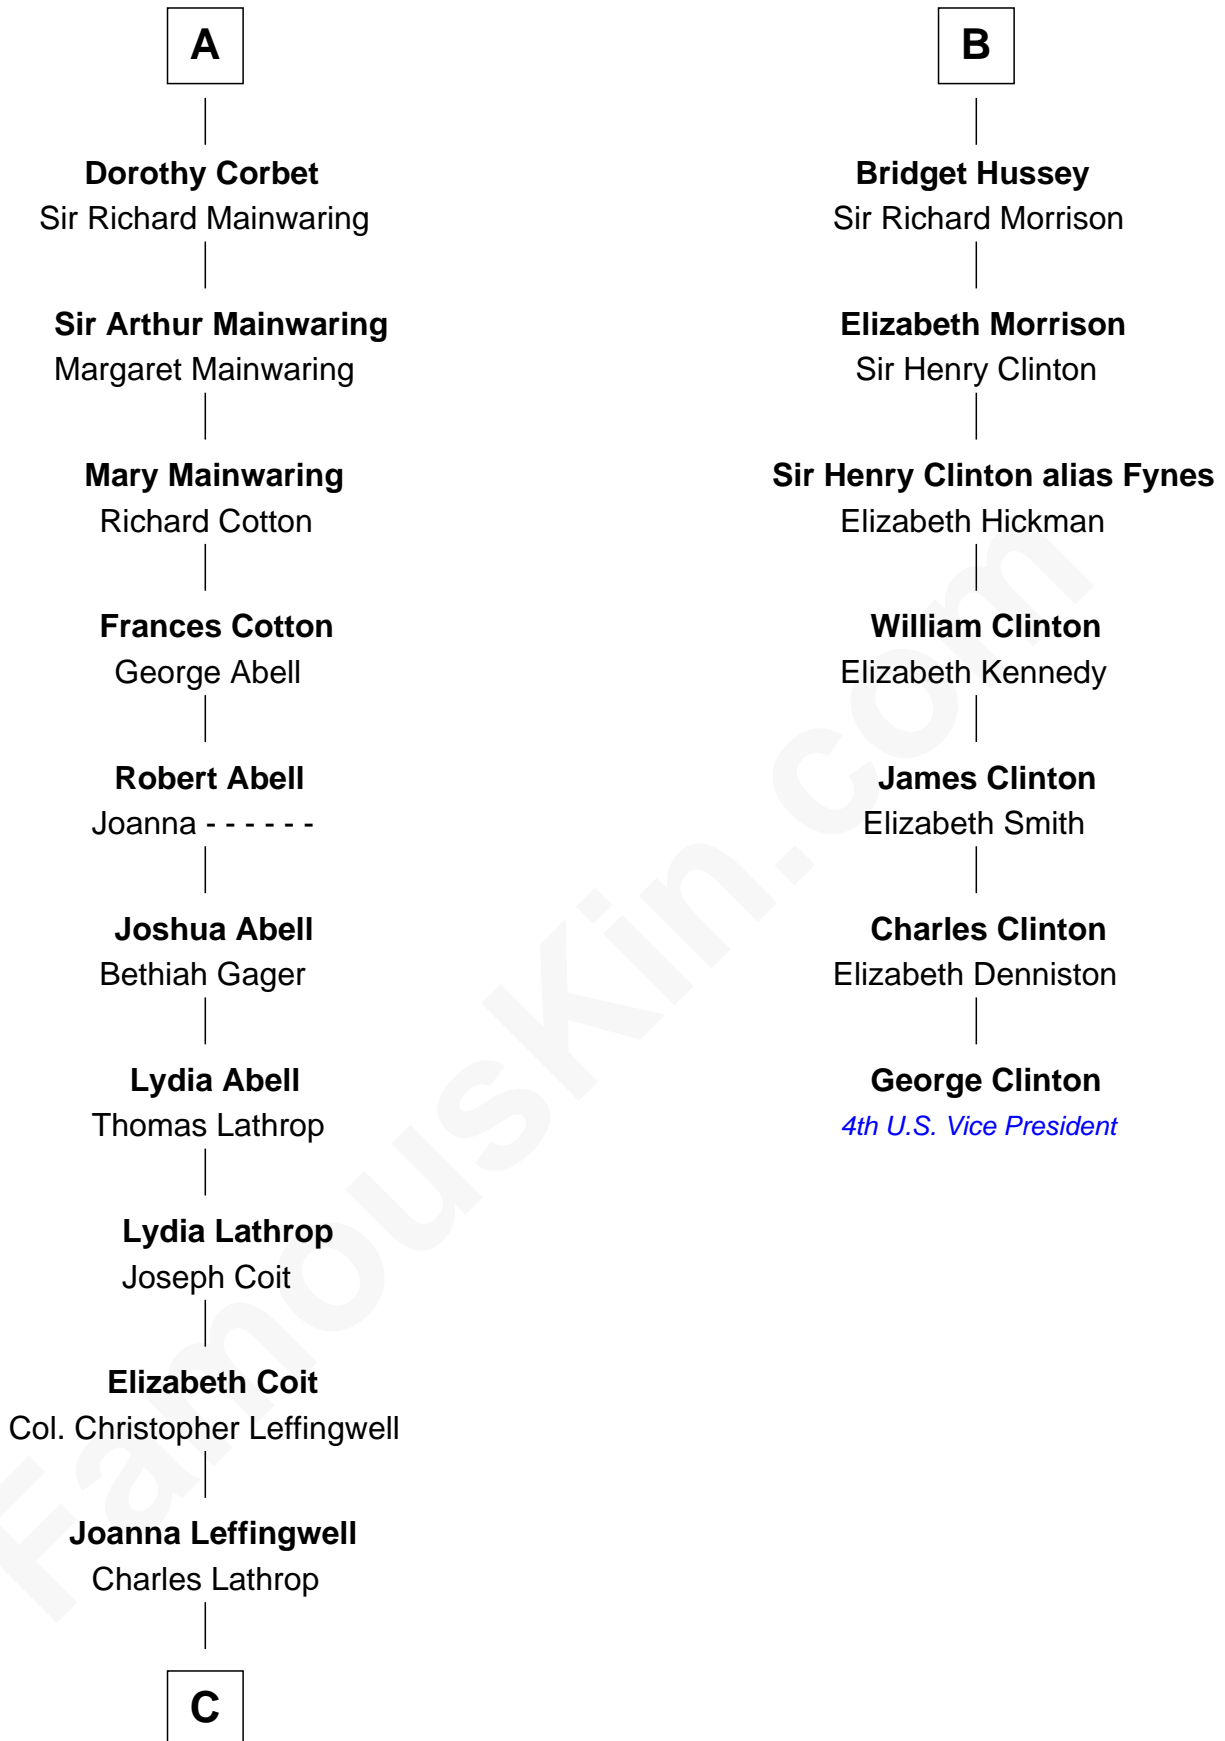 A
Dorothy Corbet
Sir Richard Mainwaring
Sir Arthur Mainwaring
Margaret Mainwaring
Mary Mainwaring
Richard Cotton
Frances Cotton
George Abell
Robert Abell
Joanna - - - - - -
Joshua Abell
Bethiah Gager
Lydia Abell
Thomas Lathrop
Lydia Lathrop
Joseph Coit
Elizabeth Coit
Col. Christopher Leffingwell
Joanna Leffingwell
Charles Lathrop
C
B
Bridget Hussey
Sir Richard Morrison
Elizabeth Morrison
Sir Henry Clinton
Sir Henry Clinton alias Fynes
Elizabeth Hickman
William Clinton
Elizabeth Kennedy
James Clinton
Elizabeth Smith
Charles Clinton
Elizabeth Denniston
George Clinton
4th U.S. Vice President
FamousKin.com